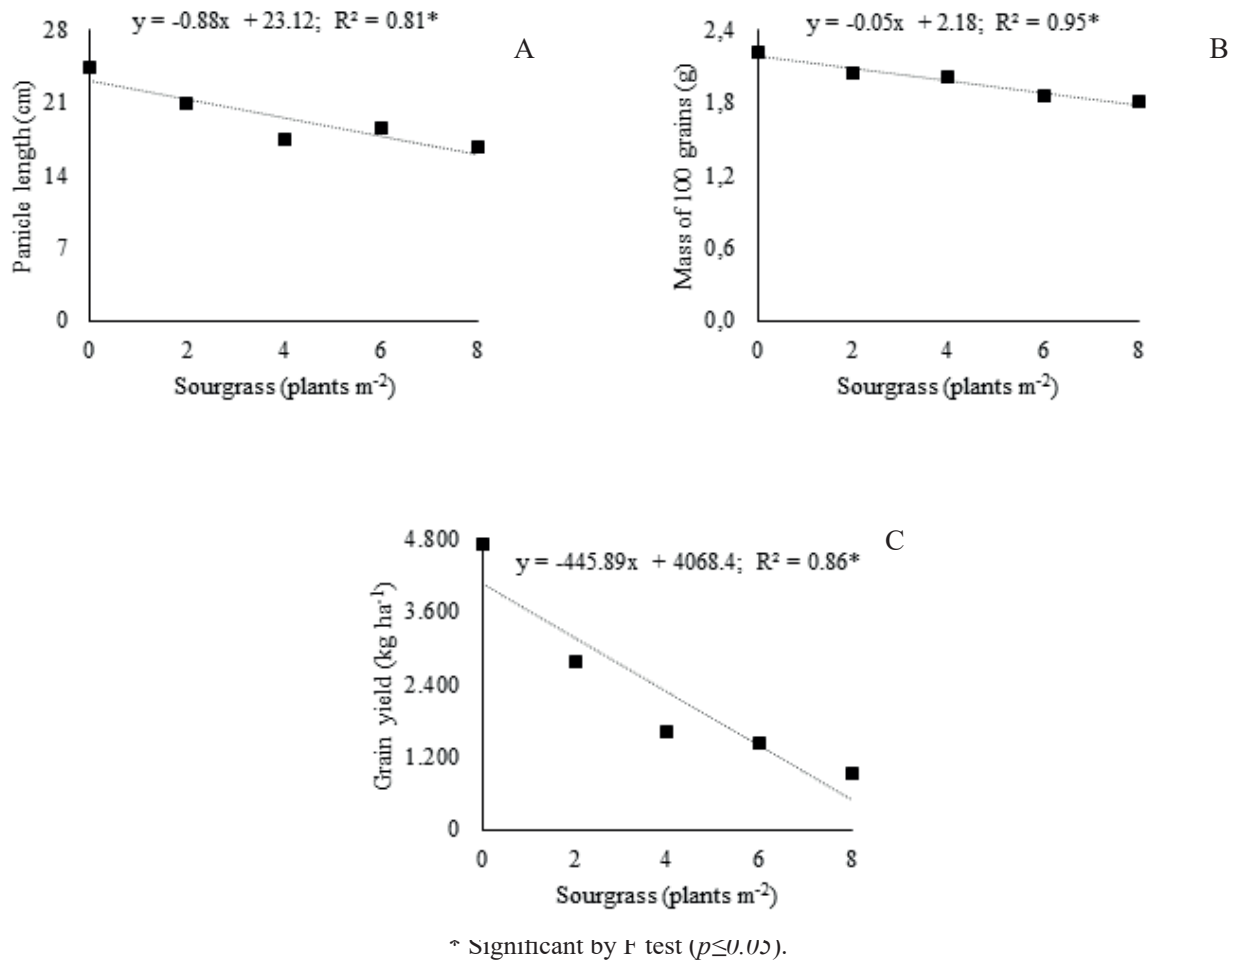 y = -0.88x + 23.12; R² = 0.81*
A
Panicle length (cm)
28
21
14
7
0
0 2 4 6 8
Sourgrass (plants m⁻²)
y = -0.05x + 2.18; R² = 0.95*
B
Mass of 100 grains (g)
2,4
1,8
1,2
0,6
0,0
0 2 4 6 8
Sourgrass (plants m⁻²)
y = -445.89x + 4068.4; R² = 0.86*
C
Grain yield (kg ha⁻¹)
4.800
3.600
2.400
1.200
0
0 2 4 6 8
Sourgrass (plants m⁻²)
* Significant by F test (p≤0.05).